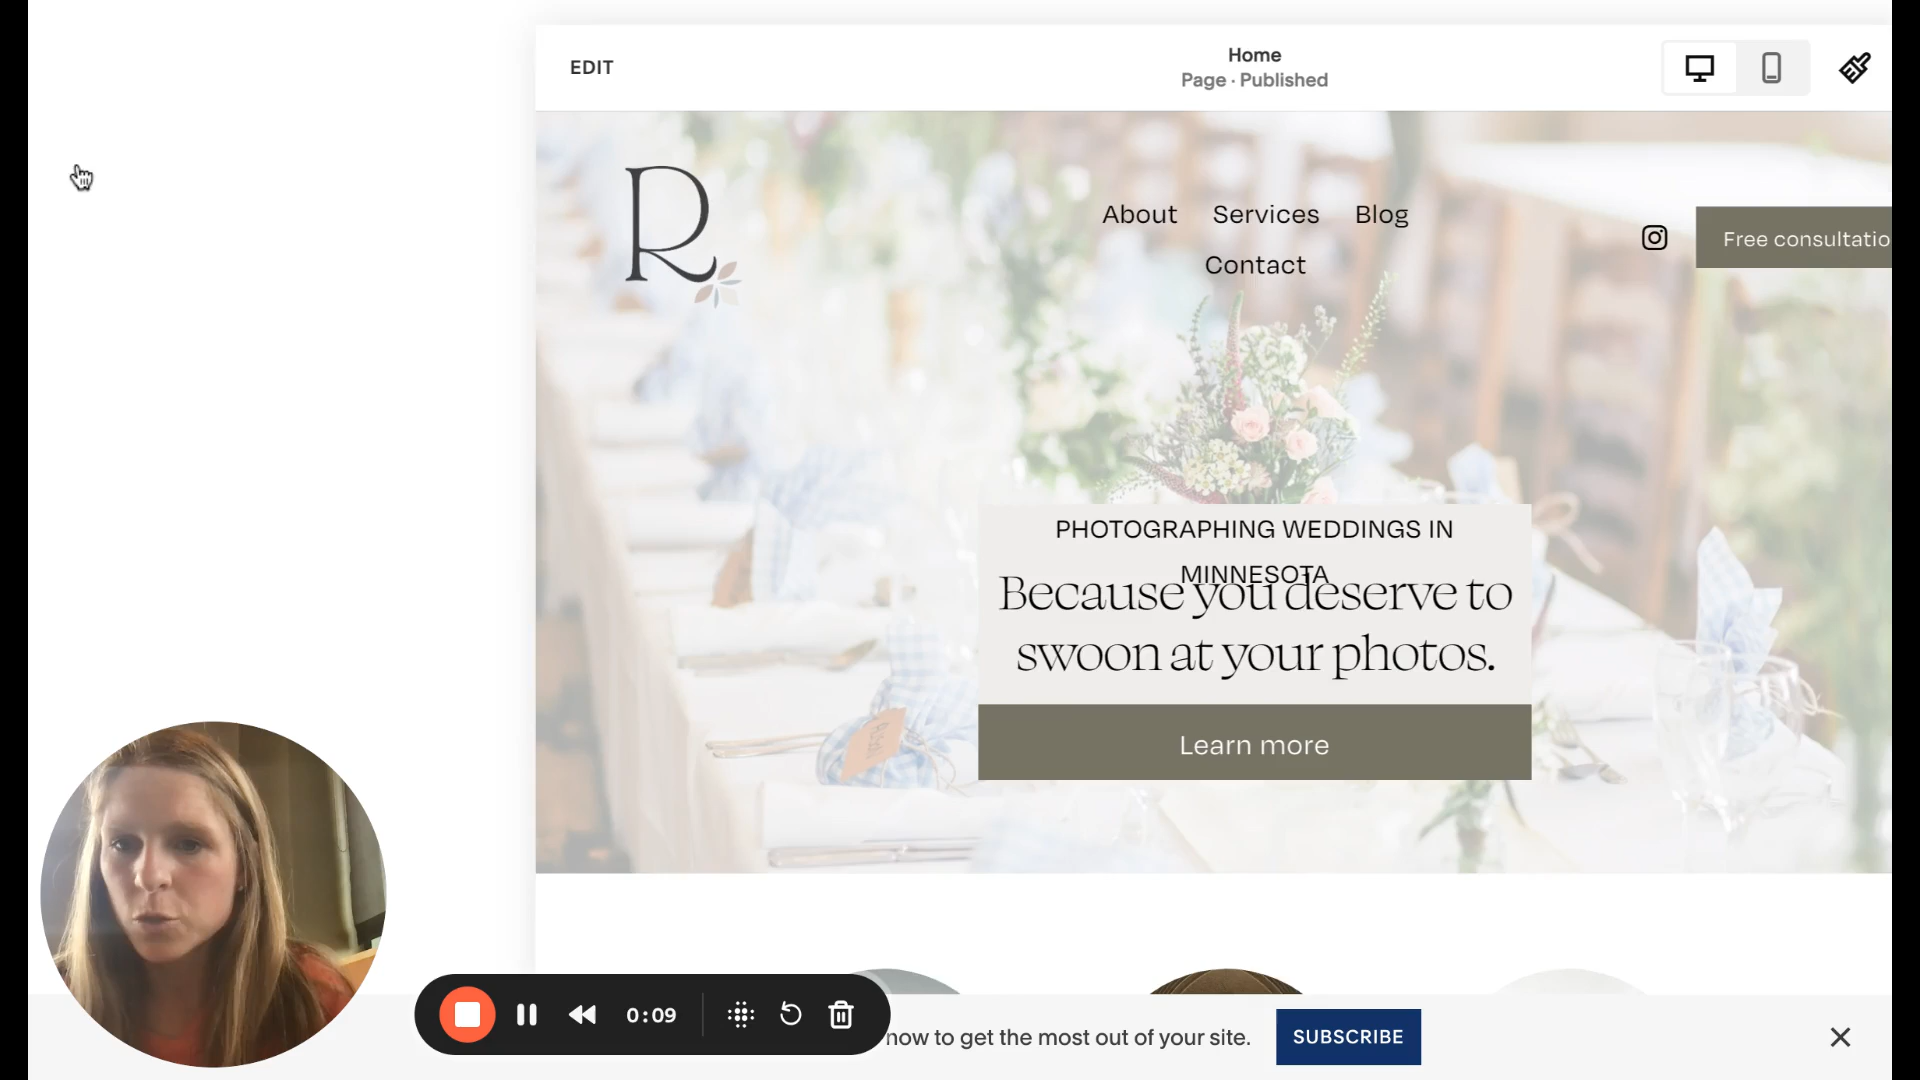 EDIT
Home
Page · Published
R
About Services Blog
Contact
Free consultatio
PHOTOGRAPHING WEDDINGS IN
MINNESOTA
Because you deserve to
swoon at your photos.
Learn more
0:09
now to get the most out of your site.
SUBSCRIBE